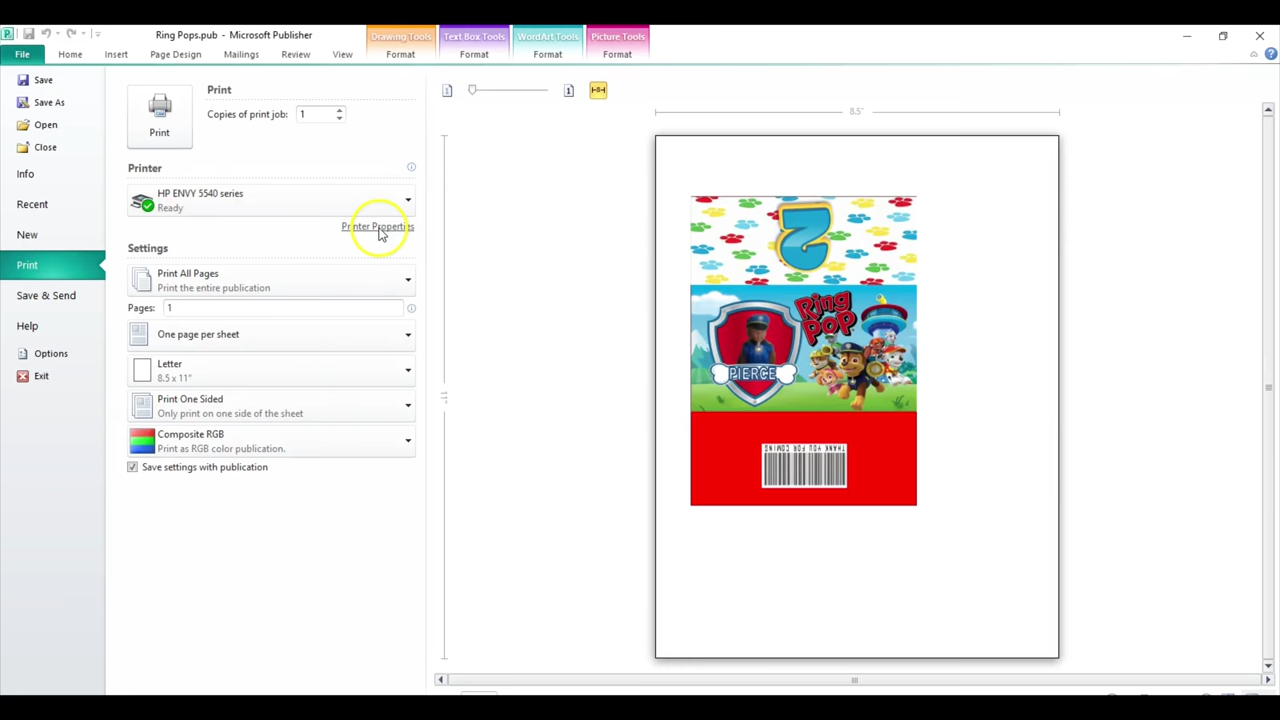 Ring Pops.pub - Microsoft Publisher
Drawing Tools
Text Box Tools
WordArt Tools
Picture Tools
File
Home
Insert
Page Design
Mailings
Review
View
Format
Format
Format
Format
Save
Save As
Open
Close
Info
Recent
New
Print
Save & Send
Help
Options
Exit
Print
Print
Copies of print job: 1
Printer
HP ENVY 5540 series
Ready
Printer Properties
Settings
Print All Pages
Print the entire publication
Pages: 1
One page per sheet
Letter
8.5 x 11"
Print One Sided
Only print on one side of the sheet
Composite RGB
Print as RGB color publication.
Save settings with publication
1
1
8.5"
11"
2
Ring
Pop
PIERCE
THANK YOU FOR COMING